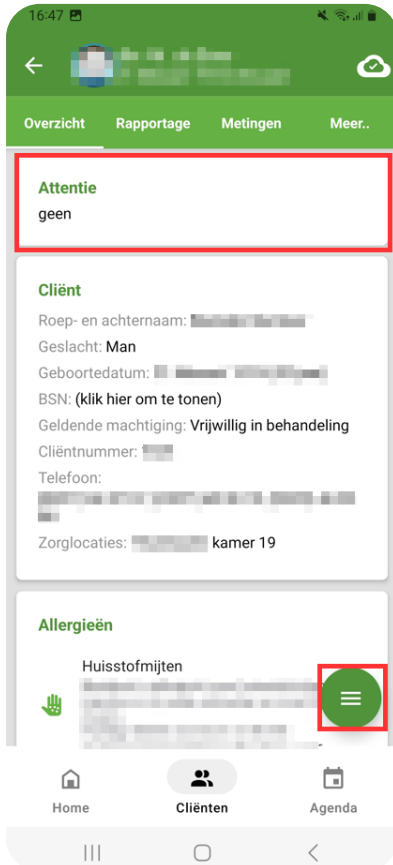 16:47
Overzicht Rapportage Metingen Meer..
Attentie
geen
Cliënt
Roep- en achternaam:
Geslacht: Man
Geboortedatum:
BSN: (klik hier om te tonen)
Geldende machtiging: Vrijwillig in behandeling
Cliëntnummer:
Telefoon:
Zorglocaties: kamer 19
Allergieën
Huisstofmijten
Home Cliënten Agenda